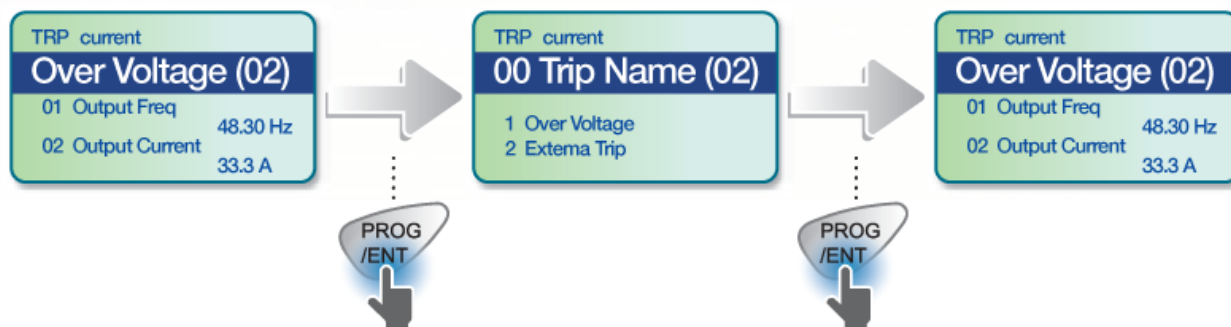 TRP current
Over Voltage (02)
01 Output Freq
48.30 Hz
02 Output Current
33.3 A
TRP current
00 Trip Name (02)
1 Over Voltage
2 Externa Trip
TRP current
Over Voltage (02)
01 Output Freq
48.30 Hz
02 Output Current
33.3 A
PROG
/ENT
PROG
/ENT